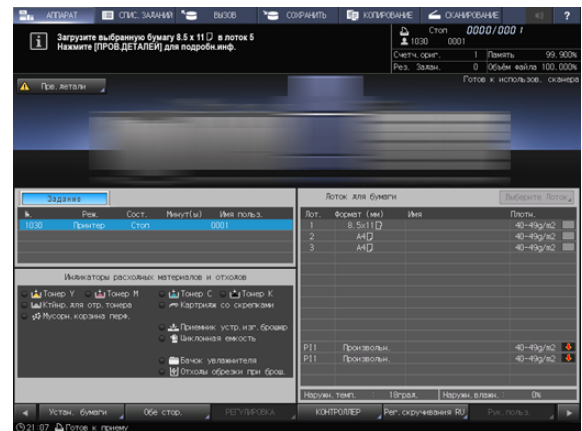 АППАРАТ СПИС. ЗАДАНИЙ ВЫЗОВ СОХРАНИТЬ КОПИРОВАНИЕ СКАНИРОВАНИЕ ?
Загрузите выбранную бумагу 8.5 x 11 в лоток 5
Нажмите [ПРОВ.ДЕТАЛЕЙ] для подробн.инф.
Стоп 0000/0001
1030 0001
Счетч.ориг. 1 Память 99.900%
Рез. Задан. 0 Объём файла 100.000%
Готов к использов. сканера
Пров.детали
Задание
№. Реж. Сост. Минут(ы) Имя польз.
1030 Принтер Стоп 0001
Индикаторы расходных материалов и отходов
Тонер Y Тонер M Тонер C Тонер K
Ктйнр.для отр.тонера Картридж со скрепками
Мусорн.корзина перф.
Приемник устр.изг.брошюр
Циклонная емкость
Бачок увлажнителя
Отходы обрезки при брош.
Лоток для бумаги Выберите Лоток
Лот. Формат (мм) Имя Плотн.
1 8.5x11 40-49g/m2
2 A4 40-49g/m2
3 A4 40-49g/m2
PI1 Произвольн. 40-49g/m2
PI1 Произвольн. 40-49g/m2
Наружн.темп. : 18град. Наружн.влажн. : 0%
Устан. бумаги Обе стор. РЕГУЛИРОВКА КОНТРОЛЛЕР Рег.скручивания RU Рук.польз.
21:07 Готов к приему